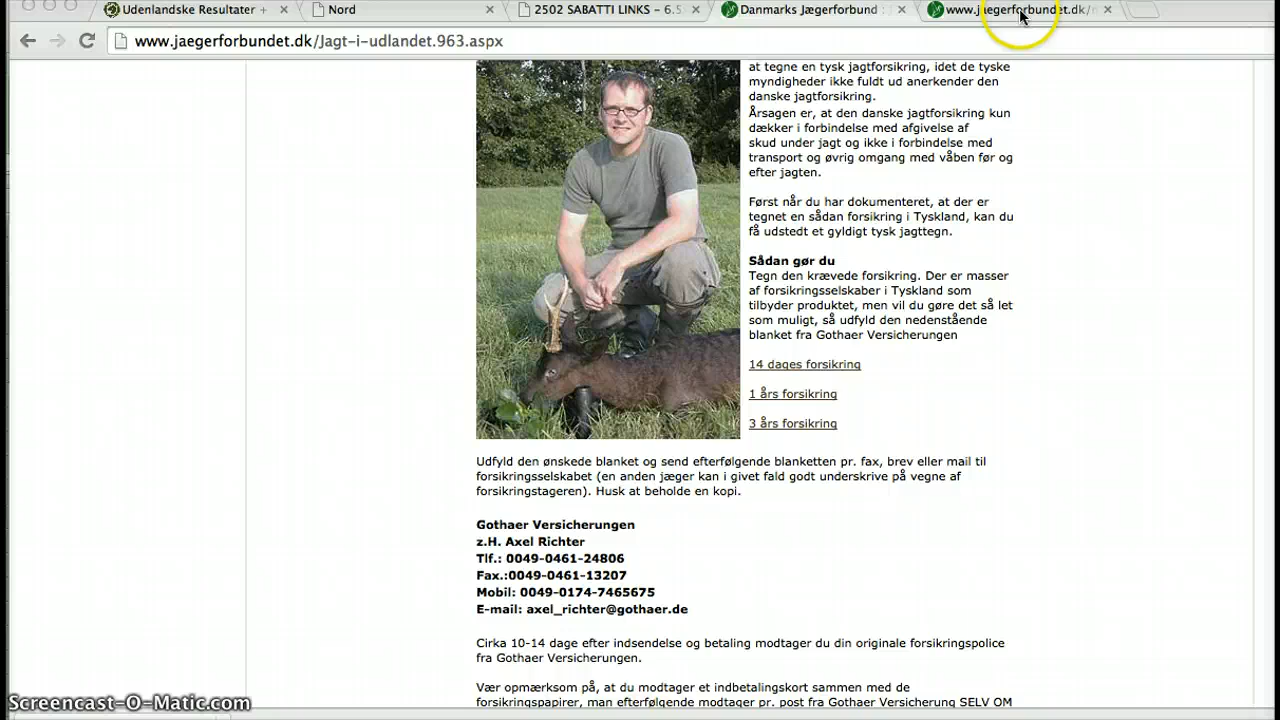 Udenlandske Resultater +
Nord
2502 SABATTI LINKS – 6.5
Danmarks Jægerforbund
www.jaegerforbundet.dk/
www.jaegerforbundet.dk/Jagt-i-udlandet.963.aspx
at tegne en tysk jagtforsikring, idet de tyske
myndigheder ikke fuldt ud anerkender den
danske jagtforsikring.
Årsagen er, at den danske jagtforsikring kun
dækker i forbindelse med afgivelse af
skud under jagt og ikke i forbindelse med
transport og øvrig omgang med våben før og
efter jagten.
Først når du har dokumenteret, at der er
tegnet en sådan forsikring i Tyskland, kan du
få udstedt et gyldigt tysk jagttegn.
Sådan gør du
Tegn den krævede forsikring. Der er masser
af forsikringsselskaber i Tyskland som
tilbyder produktet, men vil du gøre det så let
som muligt, så udfyld den nedenstående
blanket fra Gothaer Versicherungen
14 dages forsikring
1 års forsikring
3 års forsikring
Udfyld den ønskede blanket og send efterfølgende blanketten pr. fax, brev eller mail til
forsikringsselskabet (en anden jæger kan i givet fald godt underskrive på vegne af
forsikringstageren). Husk at beholde en kopi.
Gothaer Versicherungen
z.H. Axel Richter
Tlf.: 0049-0461-24806
Fax.:0049-0461-13207
Mobil: 0049-0174-7465675
E-mail: axel_richter@gothaer.de
Cirka 10-14 dage efter indsendelse og betaling modtager du din originale forsikringspolice
fra Gothaer Versicherungen.
Vær opmærksom på, at du modtager et indbetalingskort sammen med de
forsikringspapirer, man efterfølgende modtager pr. post fra Gothaer Versicherung SELV OM
Screencast-O-Matic.com